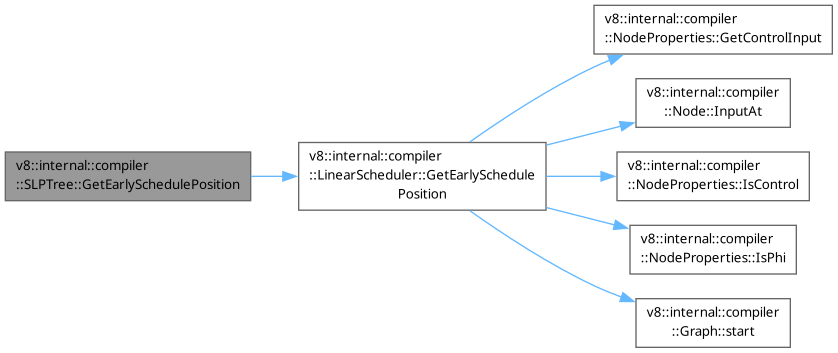 v8::internal::compiler
::SLPTree::GetEarlySchedulePosition
v8::internal::compiler
::LinearScheduler::GetEarlySchedule
Position
v8::internal::compiler
::NodeProperties::GetControlInput
v8::internal::compiler
::Node::InputAt
v8::internal::compiler
::NodeProperties::IsControl
v8::internal::compiler
::NodeProperties::IsPhi
v8::internal::compiler
::Graph::start